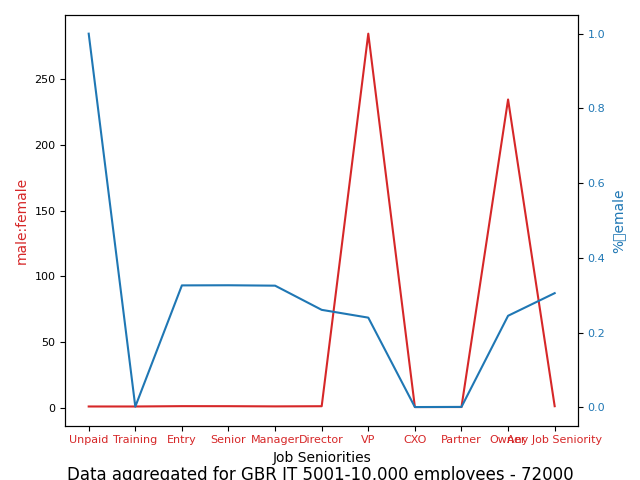 250
200
150
100
50
0
male:female
1.0
0.8
0.6
0.4
0.2
0.0
%▯emale
Unpaid Training Entry Senior Manager Director VP CXO Partner Owner Any Job Seniority
Job Seniorities
Data aggregated for GBR IT 5001-10.000 employees - 72000